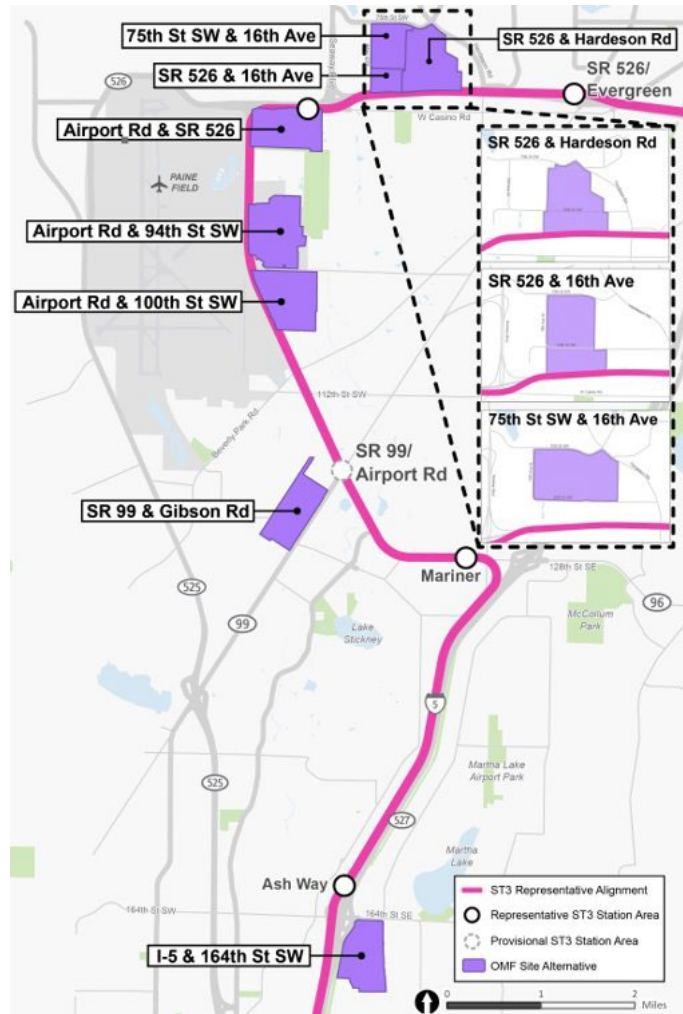 75th St SW
75th St SW & 16th Ave
SR 526 & Hardeson Rd
SR 526 & 16th Ave
SR 526/
Evergreen
526
Airport Rd & SR 526
W Casino Rd
PAINE
FIELD
SR 526 & Hardeson Rd
Airport Rd & 94th St SW
SR 526 & 16th Ave
Airport Rd & 100th St SW
112th St SW
Beverly Park Rd
75th St SW & 16th Ave
SR 99/
Airport Rd
SR 99 & Gibson Rd
Mariner
128th St SE
525
99
McCollum
Park
96
Lake
Stickney
5
Martha Lake
Airport Park
525
527
Martha
Lake
Ash Way
164th St SW
164th St SE
I-5 & 164th St SW
ST3 Representative Alignment
Representative ST3 Station Area
Provisional ST3 Station Area
OMF Site Alternative
0 1 2
Miles